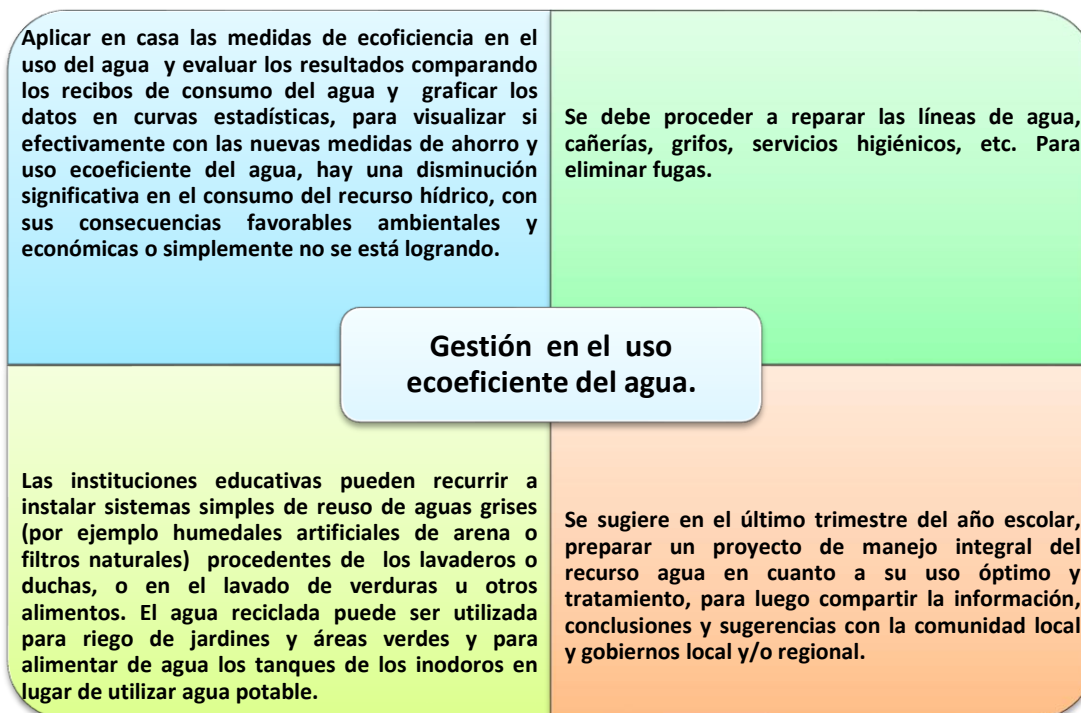 Aplicar en casa las medidas de ecoficiencia en el
uso del agua y evaluar los resultados comparando
los recibos de consumo del agua y graficar los
datos en curvas estadísticas, para visualizar si
efectivamente con las nuevas medidas de ahorro y
uso ecoeficiente del agua, hay una disminución
significativa en el consumo del recurso hídrico, con
sus consecuencias favorables ambientales y
económicas o simplemente no se está logrando.
Se debe proceder a reparar las líneas de agua,
cañerías, grifos, servicios higiénicos, etc. Para
eliminar fugas.
Gestión en el uso
ecoeficiente del agua.
Las instituciones educativas pueden recurrir a
instalar sistemas simples de reuso de aguas grises
(por ejemplo humedales artificiales de arena o
filtros naturales) procedentes de los lavaderos o
duchas, o en el lavado de verduras u otros
alimentos. El agua reciclada puede ser utilizada
para riego de jardines y áreas verdes y para
alimentar de agua los tanques de los inodoros en
lugar de utilizar agua potable.
Se sugiere en el último trimestre del año escolar,
preparar un proyecto de manejo integral del
recurso agua en cuanto a su uso óptimo y
tratamiento, para luego compartir la información,
conclusiones y sugerencias con la comunidad local
y gobiernos local y/o regional.